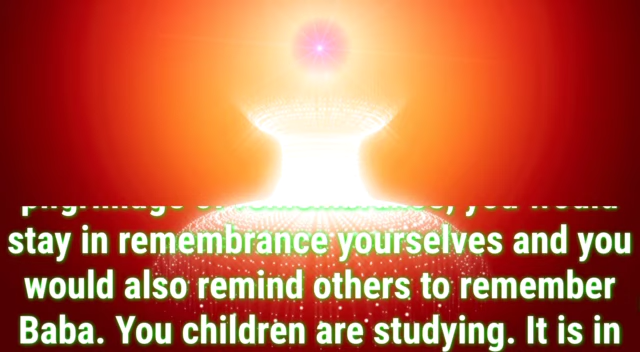 stay in remembrance yourselves and you
would also remind others to remember
Baba. You children are studying. It is in